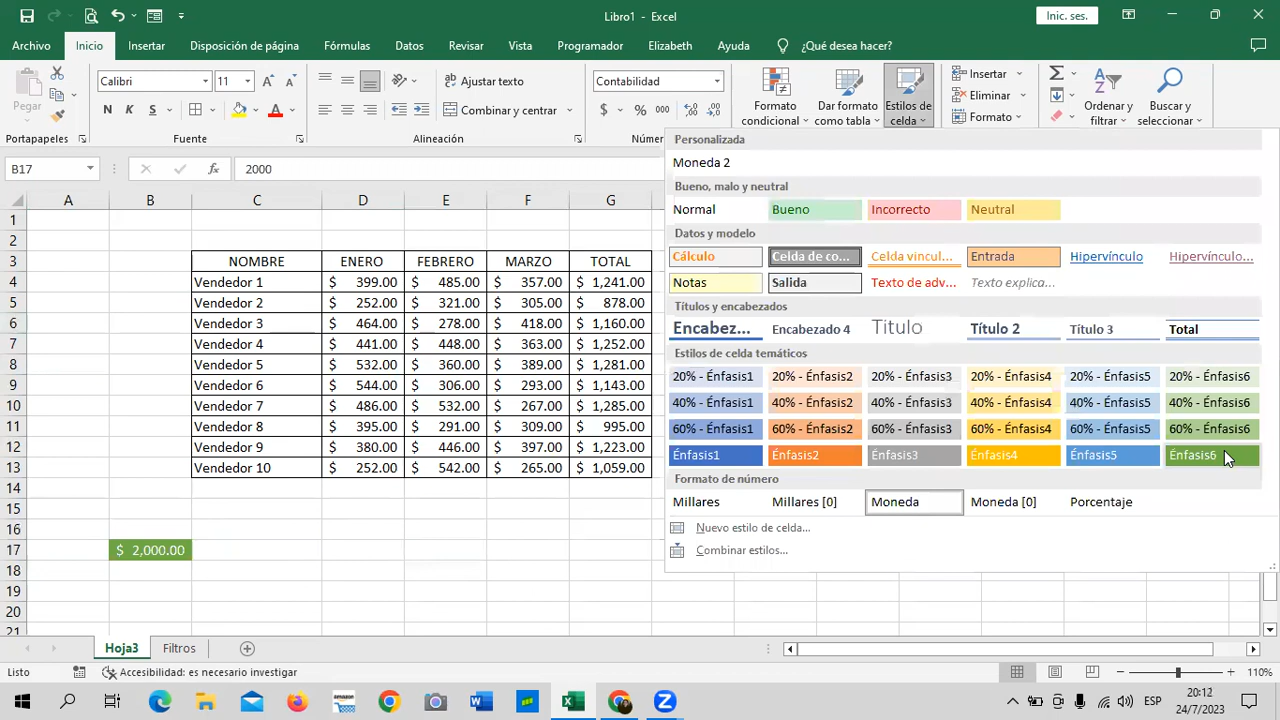 Libro1 - Excel
Inic. ses.
Archivo Inicio Insertar Disposición de página Fórmulas Datos Revisar Vista Programador Elizabeth Ayuda ¿Qué desea hacer?
Pegar
Calibri 11
N K S
Ajustar texto
Combinar y centrar
Contabilidad
$ % 000
Formato condicional
Dar formato como tabla
Estilos de celda
Insertar
Eliminar
Formato
Ordenar y filtrar
Buscar y seleccionar
Portapapeles Fuente Alineación Númer
B17 fx 2000
A B C D E F G
1
2
3 NOMBRE ENERO FEBRERO MARZO TOTAL
4 Vendedor 1 $ 399.00 $ 485.00 $ 357.00 $ 1,241.00
5 Vendedor 2 $ 252.00 $ 321.00 $ 305.00 $ 878.00
6 Vendedor 3 $ 464.00 $ 278.00 $ 418.00 $ 1,160.00
7 Vendedor 4 $ 441.00 $ 448.00 $ 363.00 $ 1,252.00
8 Vendedor 5 $ 532.00 $ 360.00 $ 389.00 $ 1,281.00
9 Vendedor 6 $ 544.00 $ 306.00 $ 293.00 $ 1,143.00
10 Vendedor 7 $ 486.00 $ 532.00 $ 267.00 $ 1,285.00
11 Vendedor 8 $ 395.00 $ 291.00 $ 309.00 $ 995.00
12 Vendedor 9 $ 380.00 $ 446.00 $ 397.00 $ 1,223.00
13 Vendedor 10 $ 252.00 $ 542.00 $ 265.00 $ 1,059.00
14
15
16
17 $ 2,000.00
18
19
20
21
Personalizada
Moneda 2
Bueno, malo y neutral
Normal Bueno Incorrecto Neutral
Datos y modelo
Cálculo Celda de co... Celda vincul... Entrada Hipervínculo Hipervínculo...
Notas Salida Texto de adv... Texto explica...
Títulos y encabezados
Encabez... Encabezado 4 Título Título 2 Título 3 Total
Estilos de celda temáticos
20% - Énfasis1 20% - Énfasis2 20% - Énfasis3 20% - Énfasis4 20% - Énfasis5 20% - Énfasis6
40% - Énfasis1 40% - Énfasis2 40% - Énfasis3 40% - Énfasis4 40% - Énfasis5 40% - Énfasis6
60% - Énfasis1 60% - Énfasis2 60% - Énfasis3 60% - Énfasis4 60% - Énfasis5 60% - Énfasis6
Énfasis1 Énfasis2 Énfasis3 Énfasis4 Énfasis5 Énfasis6
Formato de número
Millares Millares [0] Moneda Moneda [0] Porcentaje
Nuevo estilo de celda...
Combinar estilos...
Hoja3 Filtros
Listo Accesibilidad: es necesario investigar 110%
ESP
20:12
24/7/2023